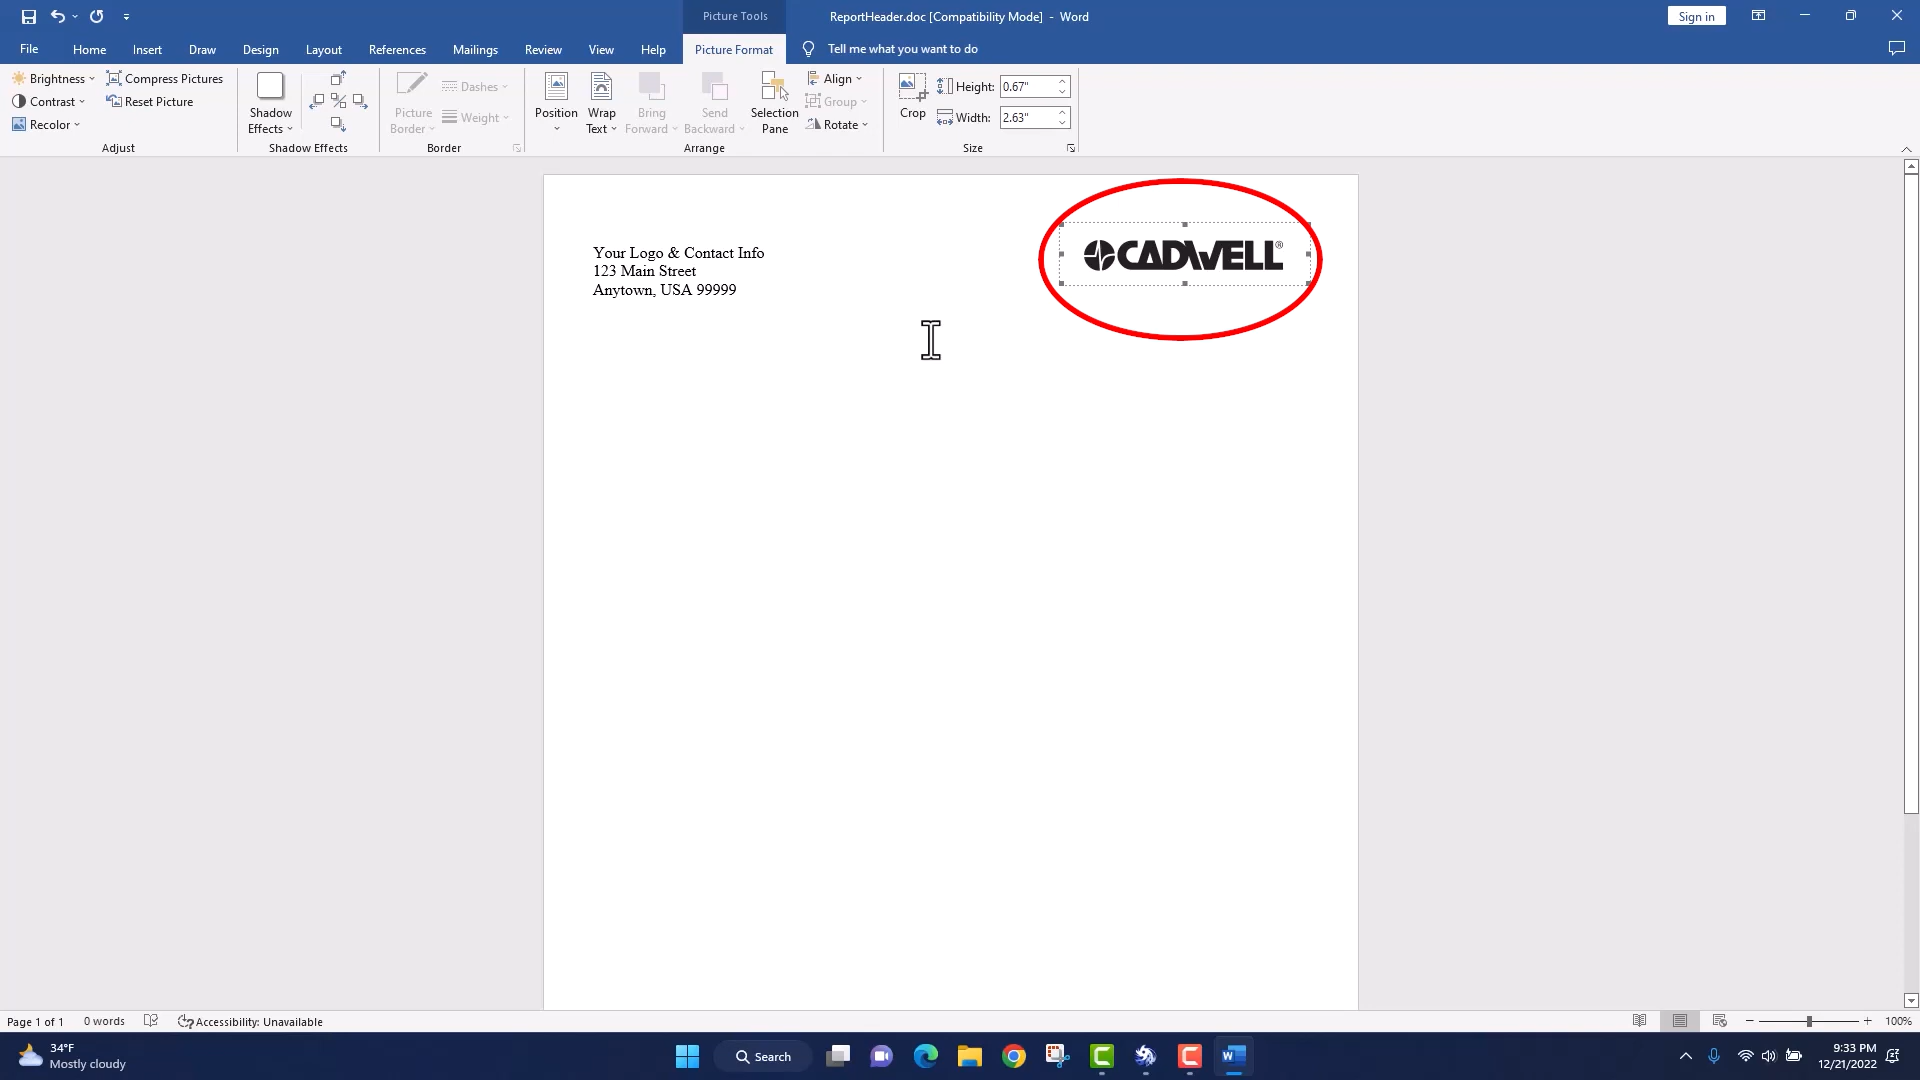 Picture Tools
ReportHeader.doc [Compatibility Mode] - Word
Sign in
File
Home
Insert
Draw
Design
Layout
References
Mailings
Review
View
Help
Picture Format
Tell me what you want to do
Brightness
Compress Pictures
Contrast
Reset Picture
Recolor
Adjust
Shadow
Effects
Shadow Effects
Picture
Border
Dashes
Weight
Border
Position
Wrap
Text
Bring
Forward
Send
Backward
Selection
Pane
Align
Group
Rotate
Arrange
Crop
Height: 0.67"
Width: 2.63"
Size
Your Logo & Contact Info
123 Main Street
Anytown, USA 99999
CADWELL®
Page 1 of 1
0 words
Accessibility: Unavailable
100%
34°F
Mostly cloudy
Search
9:33 PM
12/21/2022